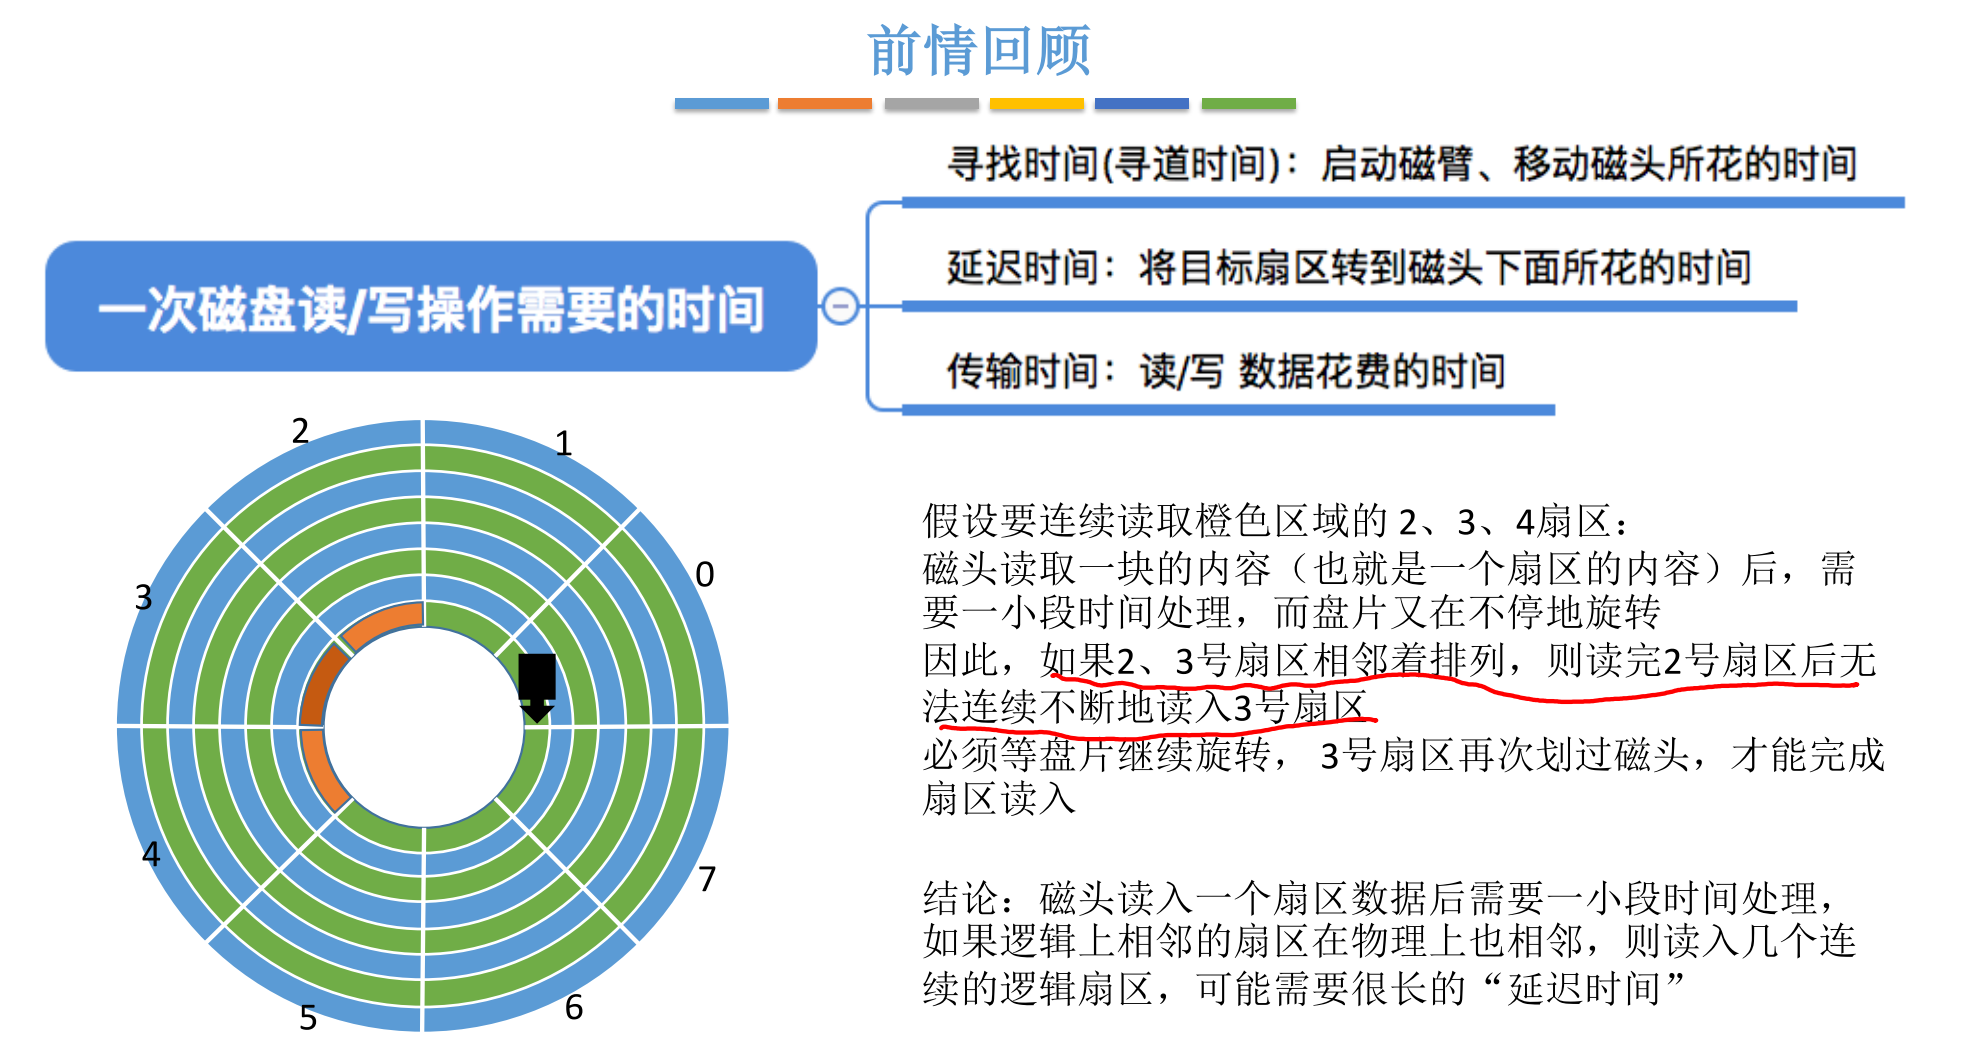 前情回顾
寻找时间(寻道时间)：启动磁臂、移动磁头所花的时间
延迟时间：将目标扇区转到磁头下面所花的时间
一次磁盘读/写操作需要的时间
传输时间：读/写 数据花费的时间
2
1
3
0
4
7
5
6
假设要连续读取橙色区域的 2、3、4扇区：
磁头读取一块的内容（也就是一个扇区的内容）后，需
要一小段时间处理，而盘片又在不停地旋转
因此，如果2、3号扇区相邻着排列，则读完2号扇区后无
法连续不断地读入3号扇区
必须等盘片继续旋转，3号扇区再次划过磁头，才能完成
扇区读入
结论：磁头读入一个扇区数据后需要一小段时间处理，
如果逻辑上相邻的扇区在物理上也相邻，则读入几个连
续的逻辑扇区，可能需要很长的“延迟时间”